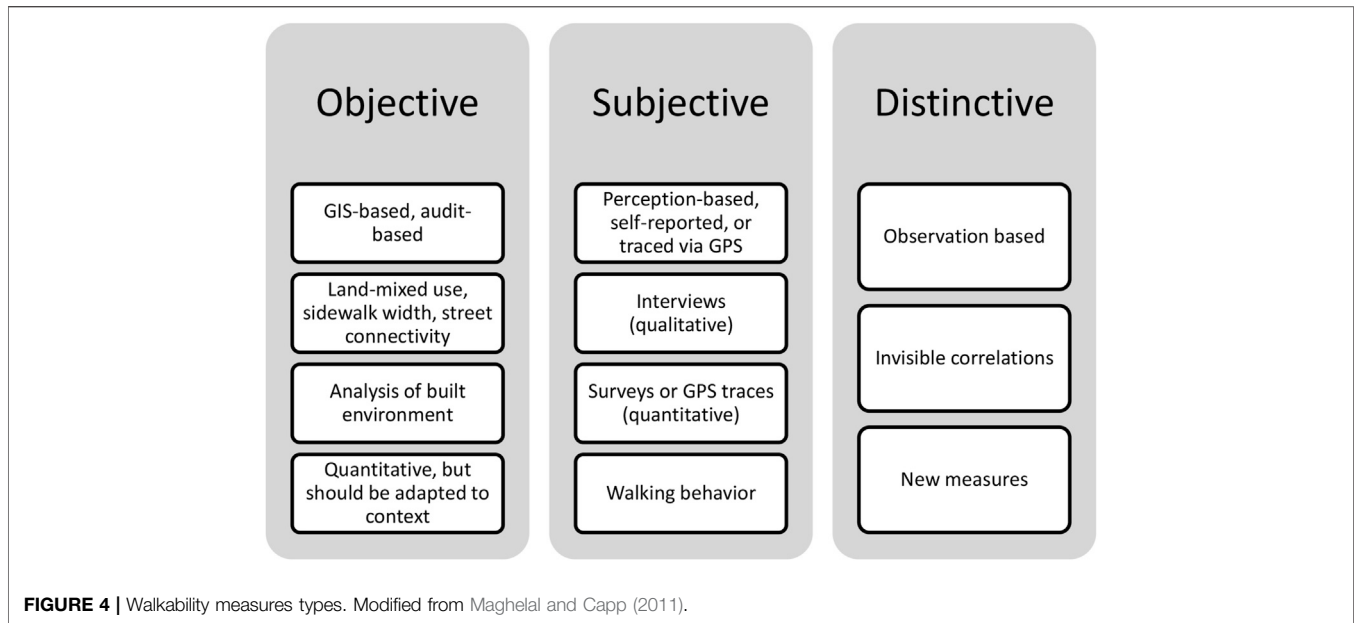 Objective
GIS-based, audit-
based
Land-mixed use,
sidewalk width, street
connectivity
Analysis of built
environment
Quantitative, but
should be adapted to
context
Subjective
Perception-based,
self-reported, or
traced via GPS
Interviews
(qualitative)
Surveys or GPS traces
(quantitative)
Walking behavior
Distinctive
Observation based
Invisible correlations
New measures
FIGURE 4 | Walkability measures types. Modified from Maghelal and Capp (2011).